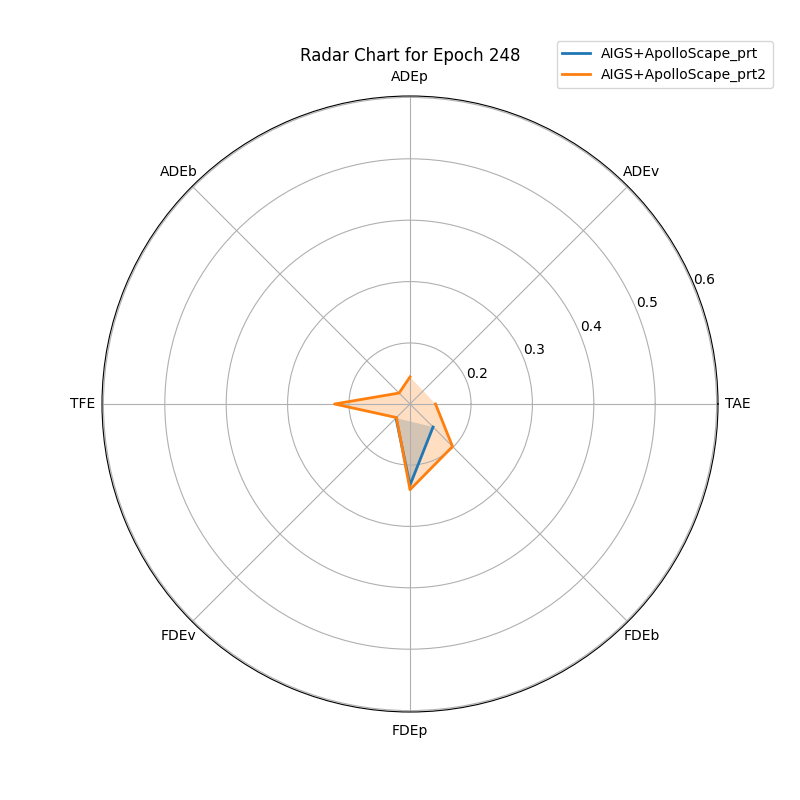 Radar Chart for Epoch 248
AIGS+ApolloScape_prt
AIGS+ApolloScape_prt2
ADEp
ADEb
ADEv
0.6
0.5
0.4
0.3
0.2
TFE
TAE
FDEv
FDEb
FDEp